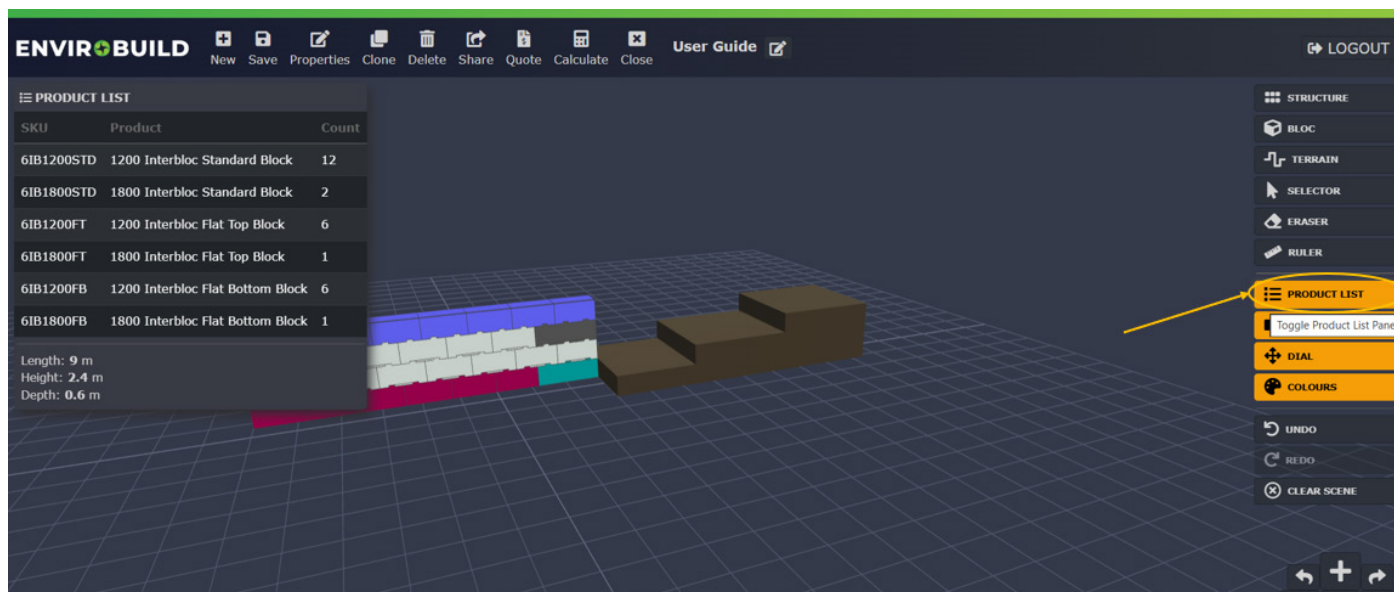 ENVIROBUILD
New Save Properties Clone Delete Share Quote Calculate Close
User Guide
LOGOUT
PRODUCT LIST
SKU Product Count
6IB1200STD 1200 Interbloc Standard Block 12
6IB1800STD 1800 Interbloc Standard Block 2
6IB1200FT 1200 Interbloc Flat Top Block 6
6IB1800FT 1800 Interbloc Flat Top Block 1
6IB1200FB 1200 Interbloc Flat Bottom Block 6
6IB1800FB 1800 Interbloc Flat Bottom Block 1
Length: 9 m
Height: 2.4 m
Depth: 0.6 m
STRUCTURE
BLOC
TERRAIN
SELECTOR
ERASER
RULER
PRODUCT LIST
Toggle Product List Pane
DIAL
COLOURS
UNDO
REDO
CLEAR SCENE